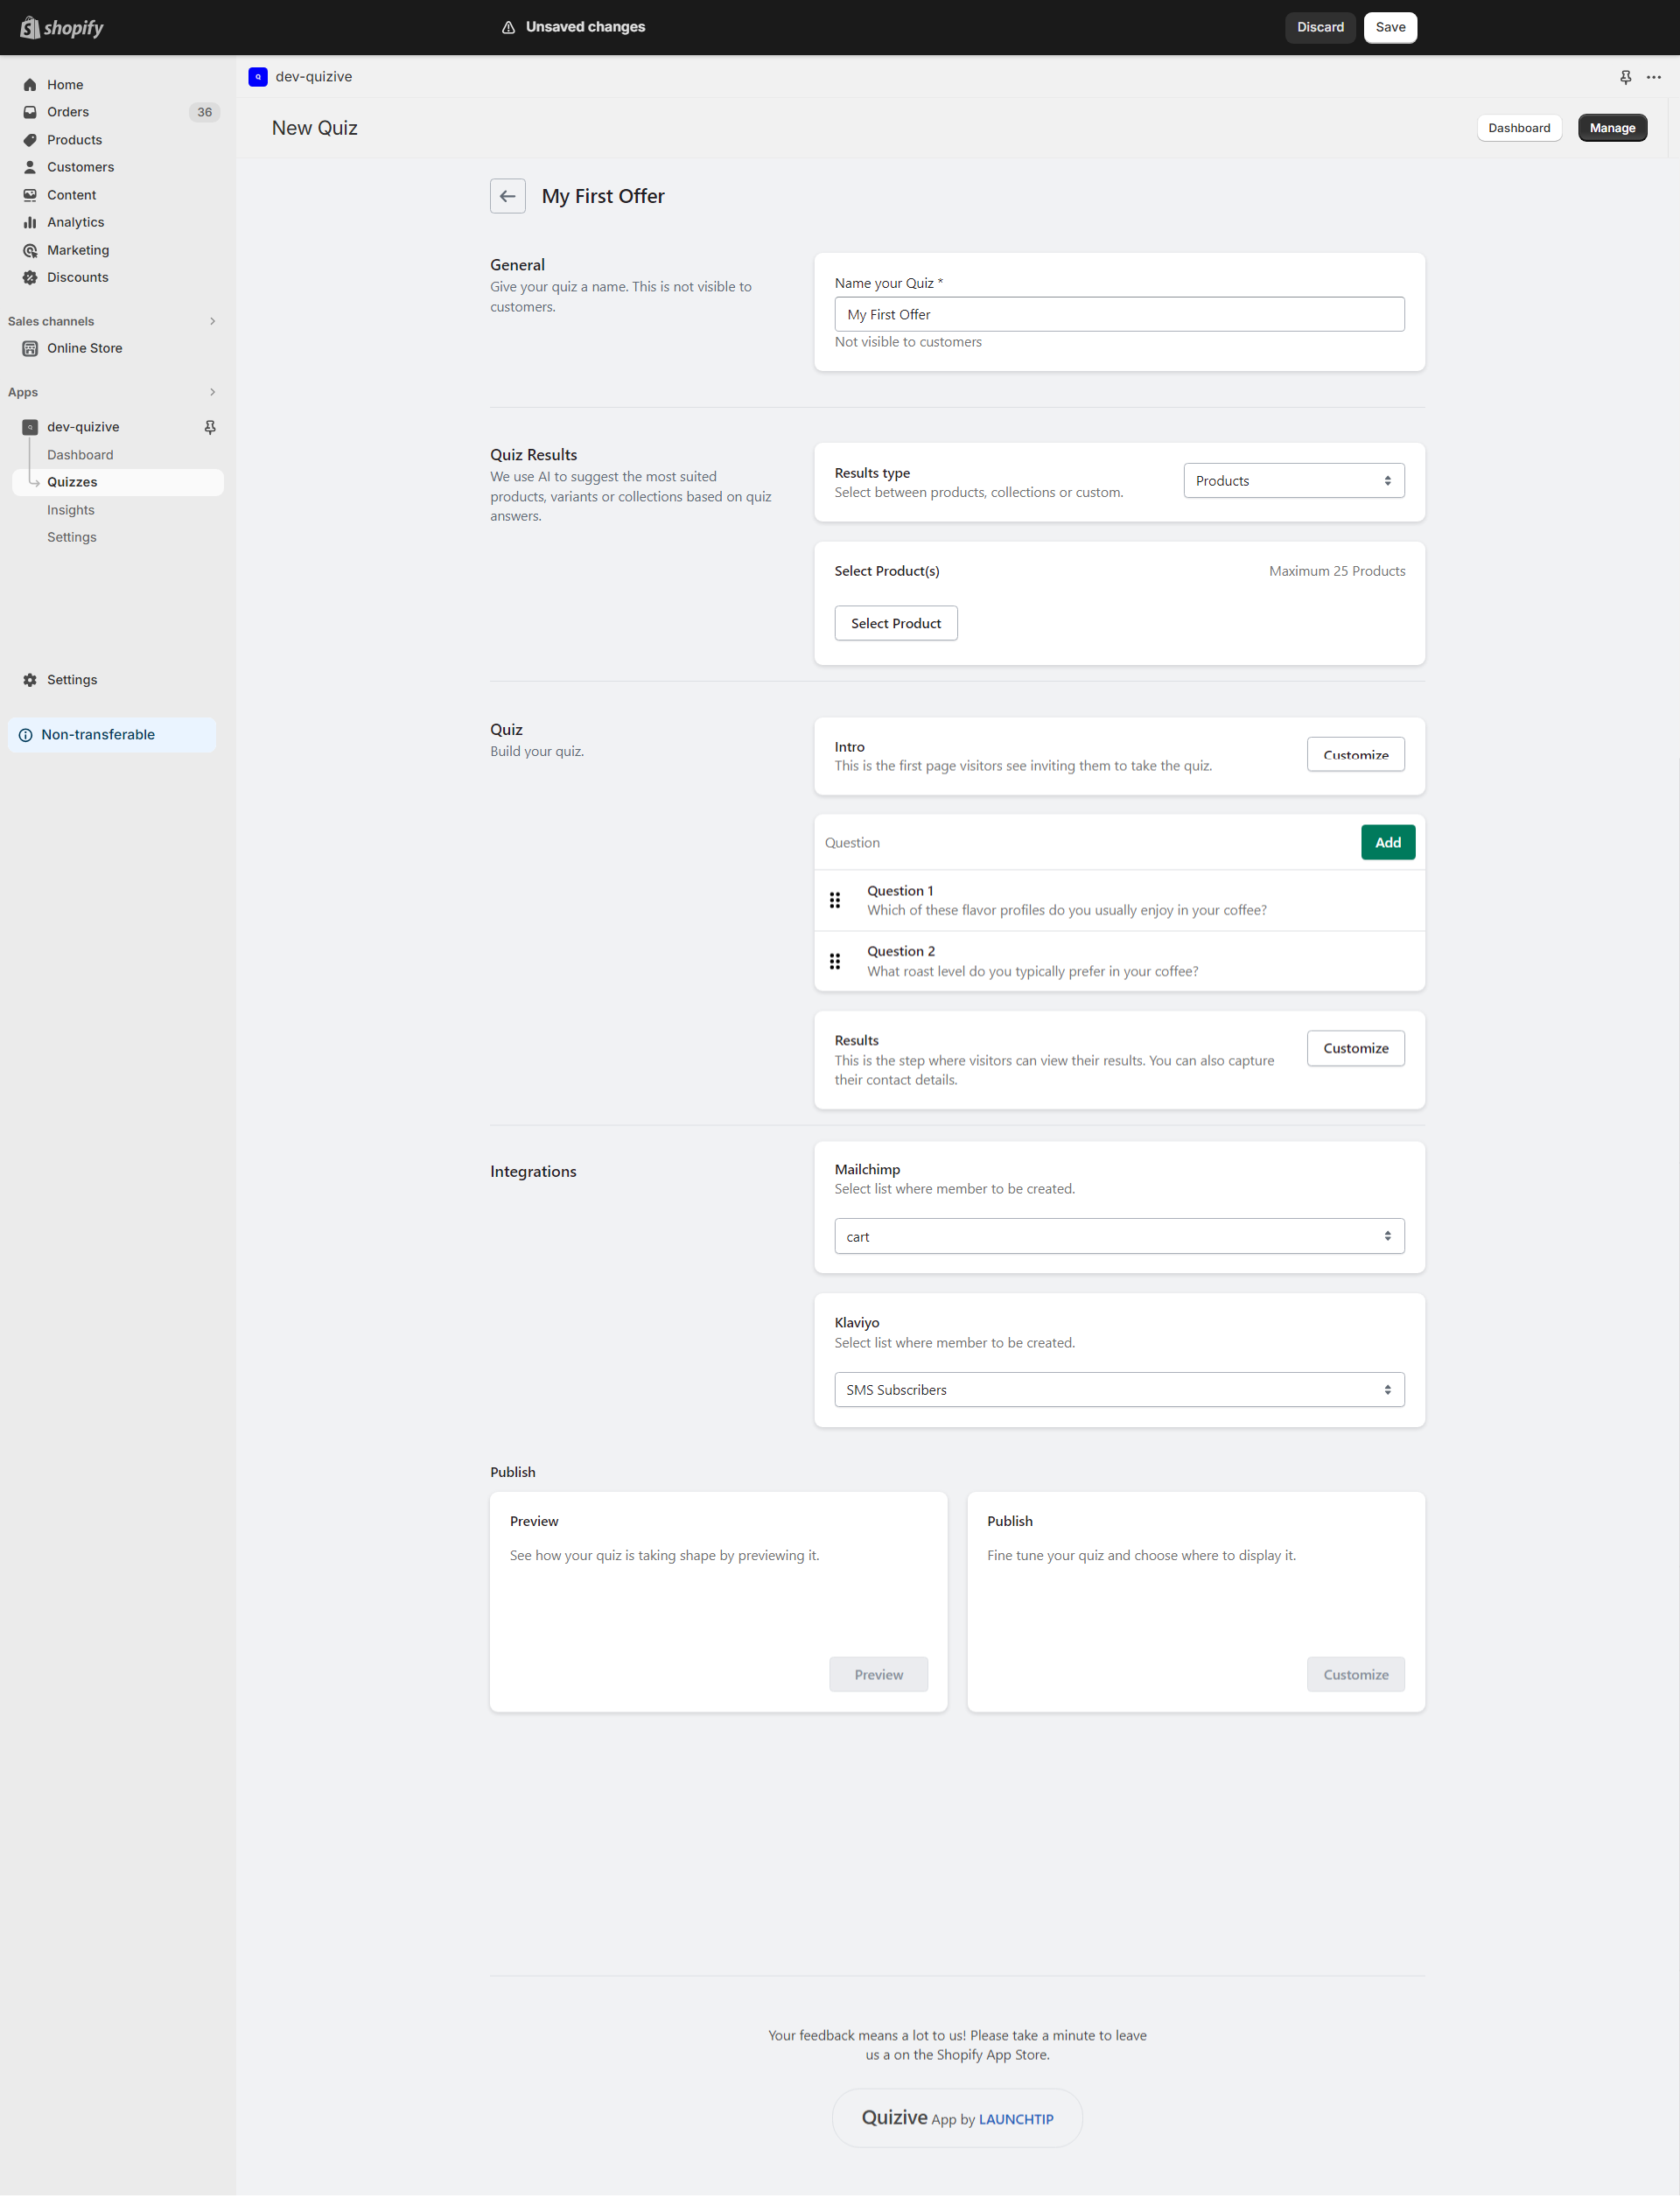 shopify
Unsaved changes
Discard
Save
Home
Orders
36
Products
Customers
Content
Analytics
Marketing
Discounts
Sales channels
Online Store
Apps
dev-quizive
Dashboard
Quizzes
Insights
Settings
Settings
Non-transferable
dev-quizive
New Quiz
Dashboard
Manage
My First Offer
General
Give your quiz a name. This is not visible to
customers.
Name your Quiz *
My First Offer
Not visible to customers
Quiz Results
We use AI to suggest the most suited
products, variants or collections based on quiz
answers.
Results type
Select between products, collections or custom.
Products
Select Product(s)
Maximum 25 Products
Select Product
Quiz
Build your quiz.
Intro
This is the first page visitors see inviting them to take the quiz.
Customize
Question
Add
Question 1
Which of these flavor profiles do you usually enjoy in your coffee?
Question 2
What roast level do you typically prefer in your coffee?
Results
This is the step where visitors can view their results. You can also capture
their contact details.
Customize
Integrations
Mailchimp
Select list where member to be created.
cart
Klaviyo
Select list where member to be created.
SMS Subscribers
Publish
Preview
See how your quiz is taking shape by previewing it.
Preview
Publish
Fine tune your quiz and choose where to display it.
Customize
Your feedback means a lot to us! Please take a minute to leave
us a on the Shopify App Store.
Quizive App by LAUNCHTIP